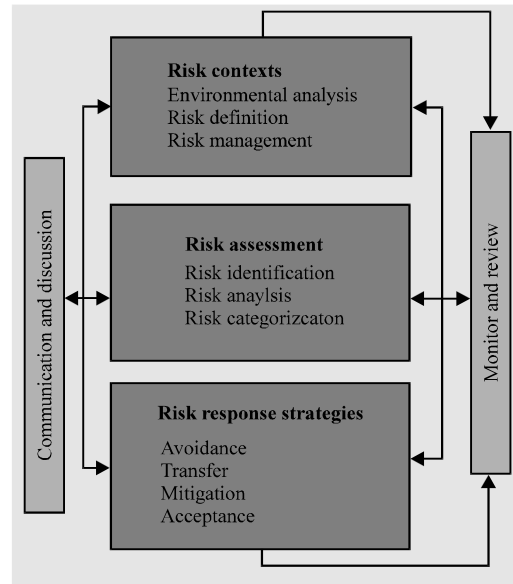 Communication and discussion
Risk contexts
Environmental analysis
Risk definition
Risk management
Risk assessment
Risk identification
Risk anaylsis
Risk categorizcaton
Risk response strategies
Avoidance
Transfer
Mitigation
Acceptance
Monitor and review